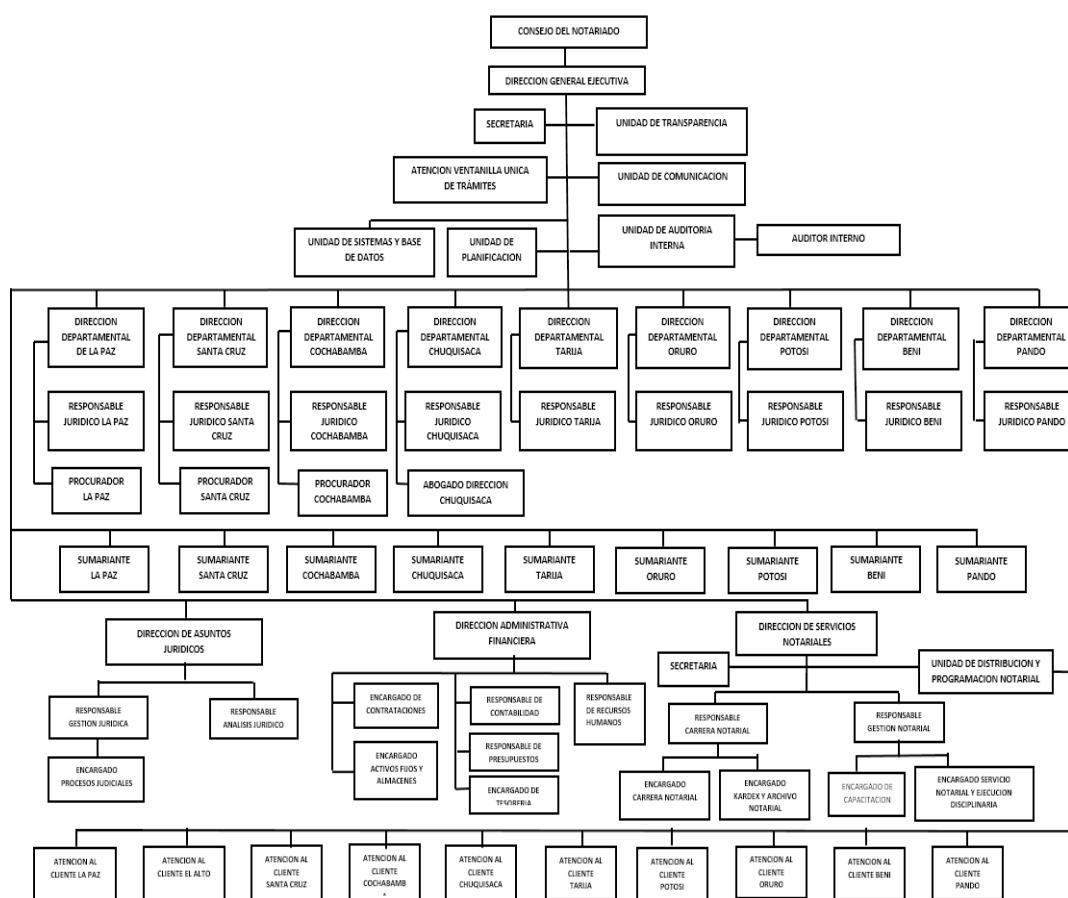 CONSEJO DEL NOTARIADO
DIRECCION GENERAL EJECUTIVA
SECRETARIA
UNIDAD DE TRANSPARENCIA
ATENCION VENTANILLA UNICA
DE TRÁMITES
UNIDAD DE COMUNICACION
UNIDAD DE SISTEMAS Y BASE
DE DATOS
UNIDAD DE
PLANIFICACION
UNIDAD DE AUDITORIA
INTERNA
AUDITOR INTERNO
DIRECCION
DEPARTAMENTAL
DE LA PAZ
DIRECCION
DEPARTAMENTAL
SANTA CRUZ
DIRECCION
DEPARTAMENTAL
COCHABAMBA
DIRECCION
DEPARTAMENTAL
CHUQUISACA
DIRECCION
DEPARTAMENTAL
TARIJA
DIRECCION
DEPARTAMENTAL
ORURO
DIRECCION
DEPARTAMENTAL
POTOSI
DIRECCION
DEPARTAMENTAL
BENI
DIRECCION
DEPARTAMENTAL
PANDO
RESPONSABLE
JURIDICO LA PAZ
RESPONSABLE
JURIDICO SANTA
CRUZ
RESPONSABLE
JURIDICO
COCHABAMBA
RESPONSABLE
JURIDICO
CHUQUISACA
RESPONSABLE
JURIDICO TARIJA
RESPONSABLE
JURIDICO ORURO
RESPONSABLE
JURIDICO POTOSI
RESPONSABLE
JURIDICO BENI
RESPONSABLE
JURIDICO PANDO
PROCURADOR
LA PAZ
PROCURADOR
SANTA CRUZ
PROCURADOR
COCHABAMBA
ABOGADO DIRECCION
CHUQUISACA
SUMARIANTE
LA PAZ
SUMARIANTE
SANTA CRUZ
SUMARIANTE
COCHABAMBA
SUMARIANTE
CHUQUISACA
SUMARIANTE
TARIJA
SUMARIANTE
ORURO
SUMARIANTE
POTOSI
SUMARIANTE
BENI
SUMARIANTE
PANDO
DIRECCION DE ASUNTOS
JURIDICOS
DIRECCION ADMINISTRATIVA
FINANCIERA
DIRECCION DE SERVICIOS
NOTARIALES
SECRETARIA
UNIDAD DE DISTRIBUCION Y
PROGRAMACION NOTARIAL
RESPONSABLE
GESTION JURIDICA
RESPONSABLE
ANALISIS JURIDICO
ENCARGADO DE
CONTRATACIONES
RESPONSABLE DE
CONTABILIDAD
RESPONSABLE
DE RECURSOS
HUMANOS
RESPONSABLE
CARRERA NOTARIAL
RESPONSABLE
GESTION NOTARIAL
ENCARGADO
PROCESOS JUDICIALES
ENCARGADO
ACTIVOS FIJOS Y
ALMACENES
RESPONSABLE DE
PRESUPUESTOS
ENCARGADO DE
TESORERIA
ENCARGADO
CARRERA NOTARIAL
ENCARGADO
KARDEX Y ARCHIVO
NOTARIAL
ENCARGADO DE
CAPACITACION
ENCARGADO SERVICIO
NOTARIAL Y EJECUCION
DISCIPLINARIA
ATENCION AL
CLIENTE LA PAZ
ATENCION AL
CLIENTE EL ALTO
ATENCION AL
CLIENTE
SANTA CRUZ
ATENCION AL
CLIENTE
COCHABAMB
A
ATENCION AL
CLIENTE
CHUQUISACA
ATENCION AL
CLIENTE
TARIJA
ATENCION AL
CLIENTE
POTOSI
ATENCION AL
CLIENTE
ORURO
ATENCION AL
CLIENTE BENI
ATENCION AL
CLIENTE
PANDO